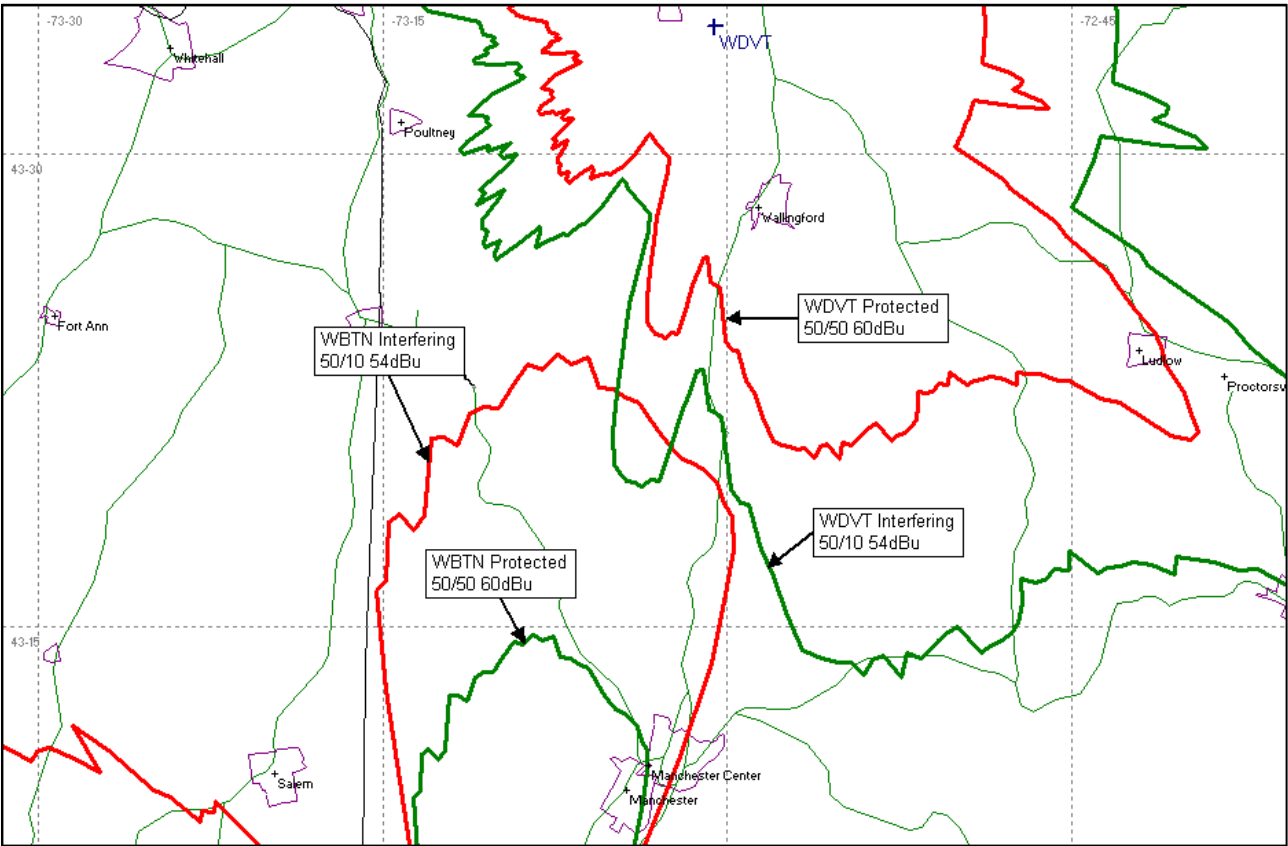 -73-30
-73-15
-72-45
WDVT
Whitehall
Poultney
43-30
Wallingford
Fort Ann
WDVT Protected
50/50 60dBu
WBTN Interfering
50/10 54dBu
Ludlow
Proctorsv
WDVT Interfering
50/10 54dBu
WBTN Protected
50/50 60dBu
43-15
Manchester Center
Salem
Manchester